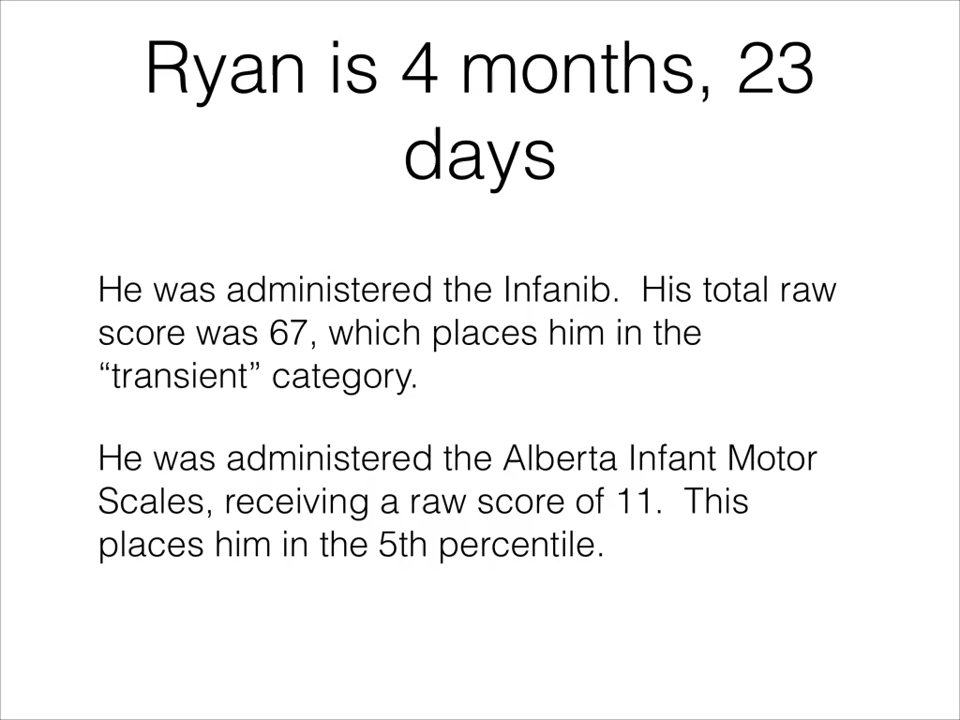 Ryan is 4 months, 23
days
He was administered the Infanib.  His total raw
score was 67, which places him in the
“transient” category.
He was administered the Alberta Infant Motor
Scales, receiving a raw score of 11.  This
places him in the 5th percentile.